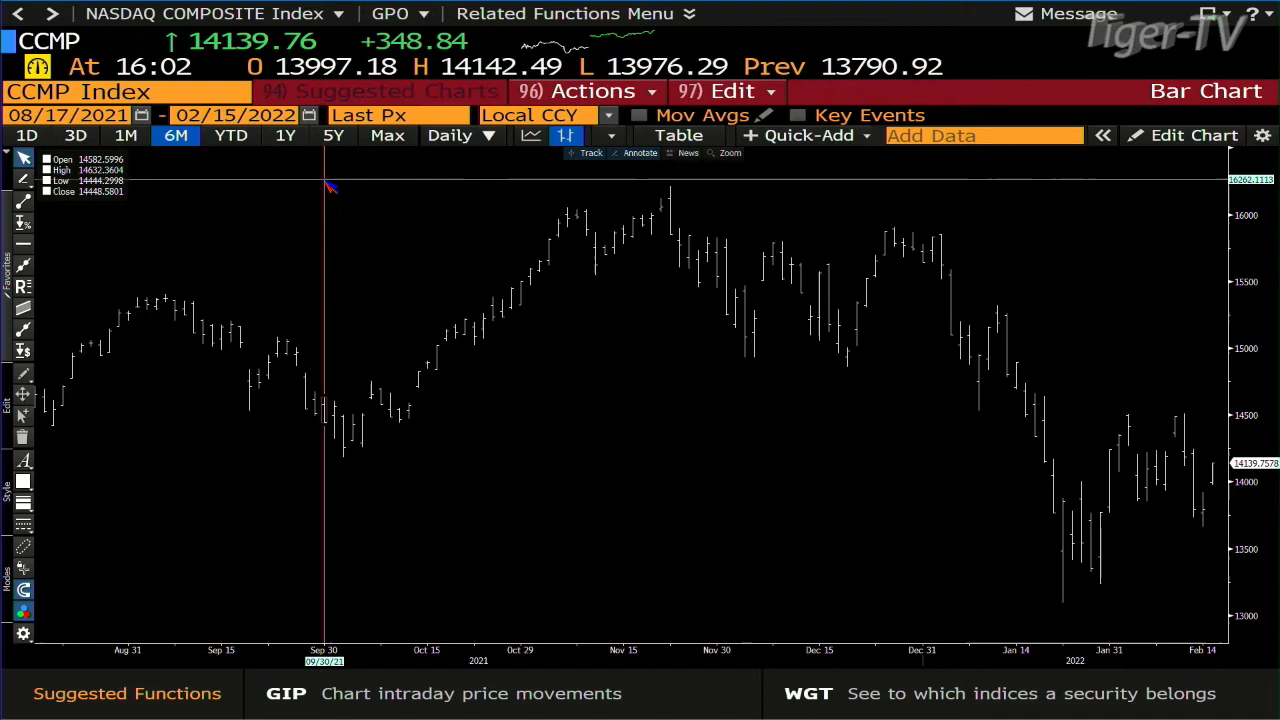 NASDAQ COMPOSITE Index GPO Related Functions Menu Message ?
Tiger-TV
CCMP ↑ 14139.76 +348.84
At 16:02 O 13997.18 H 14142.49 L 13976.29 Prev 13790.92
CCMP Index 94) Suggested Charts 96) Actions 97) Edit Bar Chart
08/17/2021 - 02/15/2022 Last Px Local CCY Mov Avgs Key Events
1D 3D 1M 6M YTD 1Y 5Y Max Daily Table + Quick-Add Add Data Edit Chart
Track Annotate News Zoom
Open 14582.5996
High 14632.3604
Low 14444.2998
Close 14448.5801
16262.1113
16000
15500
15000
14500
14139.7578
14000
13500
13000
Favorites
Edit
Style
Modes
Aug 31 Sep 15 Sep 30 Oct 15 Oct 29 Nov 15 Nov 30 Dec 15 Dec 31 Jan 14 Jan 31 Feb 14
09/30/21 2021 2022
Suggested Functions GIP Chart intraday price movements WGT See to which indices a security belongs